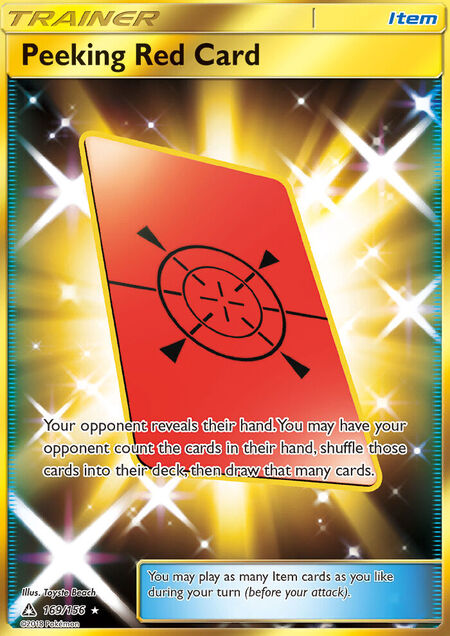 TRAINER
Item
Peeking Red Card
Your opponent reveals their hand. You may have your
opponent count the cards in their hand, shuffle those
cards into their deck, then draw that many cards.
You may play as many Item cards as you like
during your turn (before your attack).
Illus. Toyste Beach
169/156 ★
©2018 Pokémon